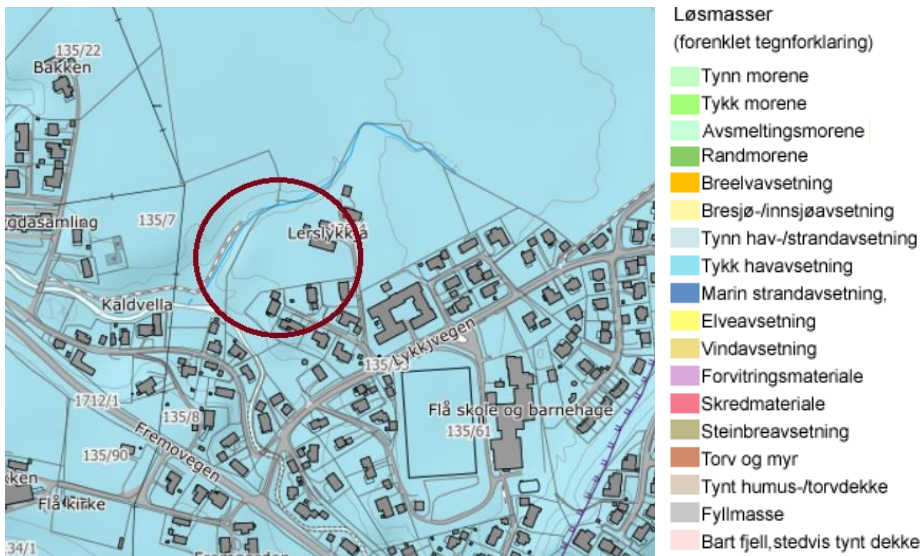 135/22
Bakken
gdasamling
135/7
Lerslykkja
Kaldvella
Lykkjvegen
1712/1
135/8
Fremovegen
Flå skole og barnehage
135/61
135/90
kken
Flå kirke
34/1
Løsmasser
(forenklet tegnforklaring)
Tynn morene
Tykk morene
Avsmeltingsmorene
Randmorene
Breelvavsetning
Bresjø-/innsjøavsetning
Tynn hav-/strandavsetning
Tykk havavsetning
Marin strandavsetning,
Elveavsetning
Vindavsetning
Forvitringsmateriale
Skredmateriale
Steinbreavsetning
Torv og myr
Tynt humus-/torvdekke
Fyllmasse
Bart fjell,stedvis tynt dekke